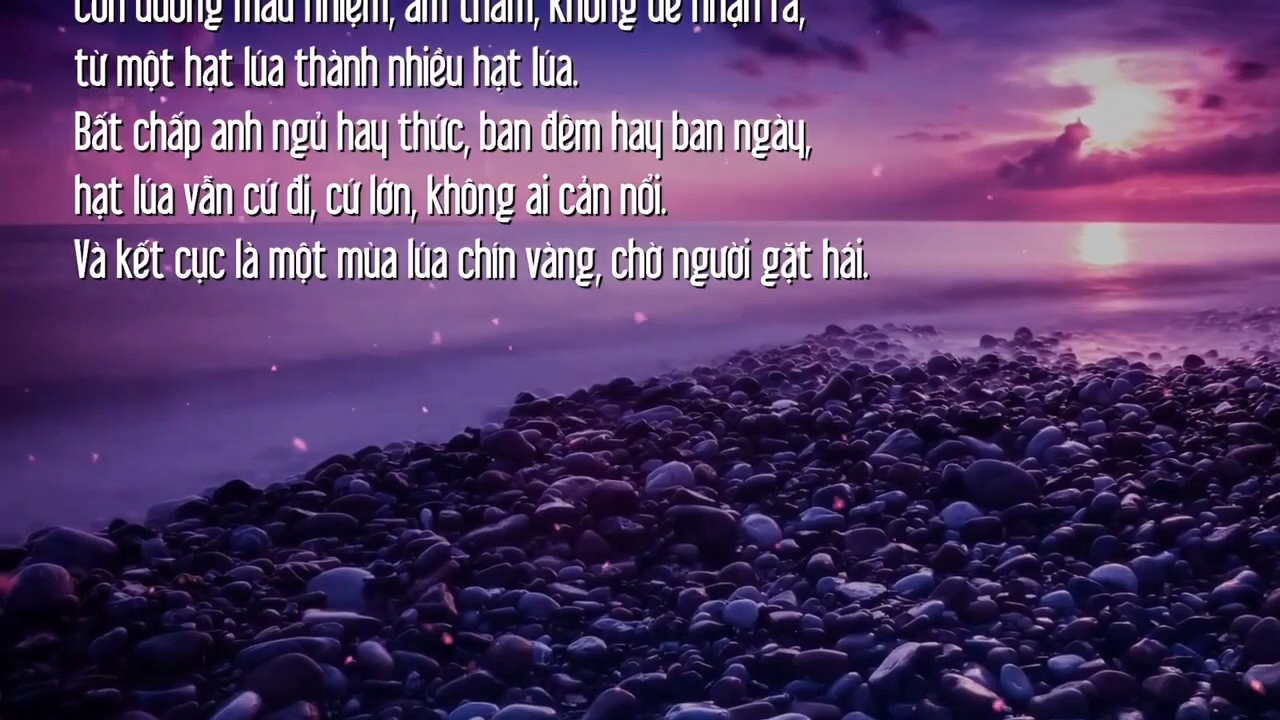 Con đường mầu nhiệm, âm thầm, không dễ nhận ra,
từ một hạt lúa thành nhiều hạt lúa.
Bất chấp anh ngủ hay thức, ban đêm hay ban ngày,
hạt lúa vẫn cứ đi, cứ lớn, không ai cản nổi.
Và kết cục là một mùa lúa chín vàng, chờ người gặt hái.